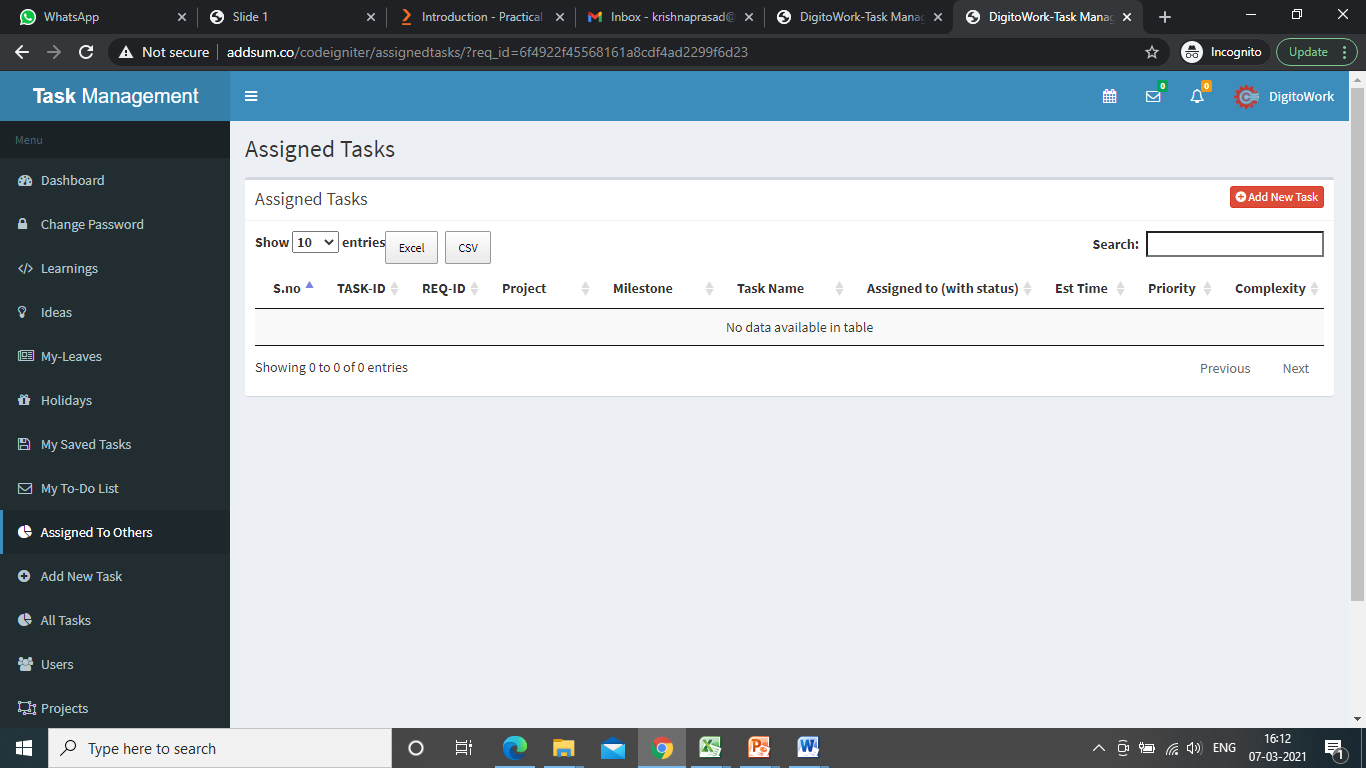 WhatsApp
Slide 1
Introduction - Practical
Inbox - krishnaprasad@
DigitoWork-Task Manag
DigitoWork-Task Manag
Not secure
addsum.co/codeigniter/assignedtasks/?req_id=6f4922f45568161a8cdf4ad2299f6d23
Incognito
Update
Task Management
0
0
DigitoWork
Menu
Dashboard
Change Password
Learnings
Ideas
My-Leaves
Holidays
My Saved Tasks
My To-Do List
Assigned To Others
Add New Task
All Tasks
Users
Projects
Assigned Tasks
Assigned Tasks
Add New Task
Show 10 entries
Excel
CSV
Search:
S.no TASK-ID REQ-ID Project Milestone Task Name Assigned to (with status) Est Time Priority Complexity
No data available in table
Showing 0 to 0 of 0 entries
Previous
Next
Type here to search
ENG
16:12
07-03-2021
1